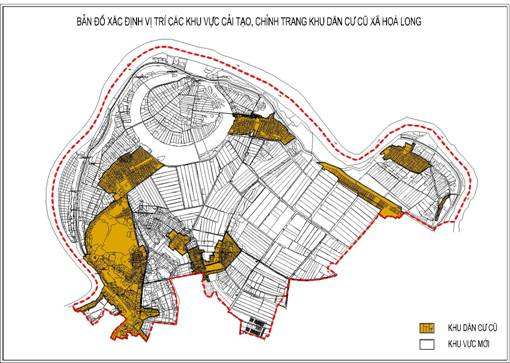 BẢN ĐỒ XÁC ĐỊNH VỊ TRÍ CÁC KHU VỰC CẢI TẠO, CHỈNH TRANG KHU DÂN CƯ CŨ XÃ HOÀ LONG
KHU DÂN CƯ CŨ
KHU VỰC MỚI